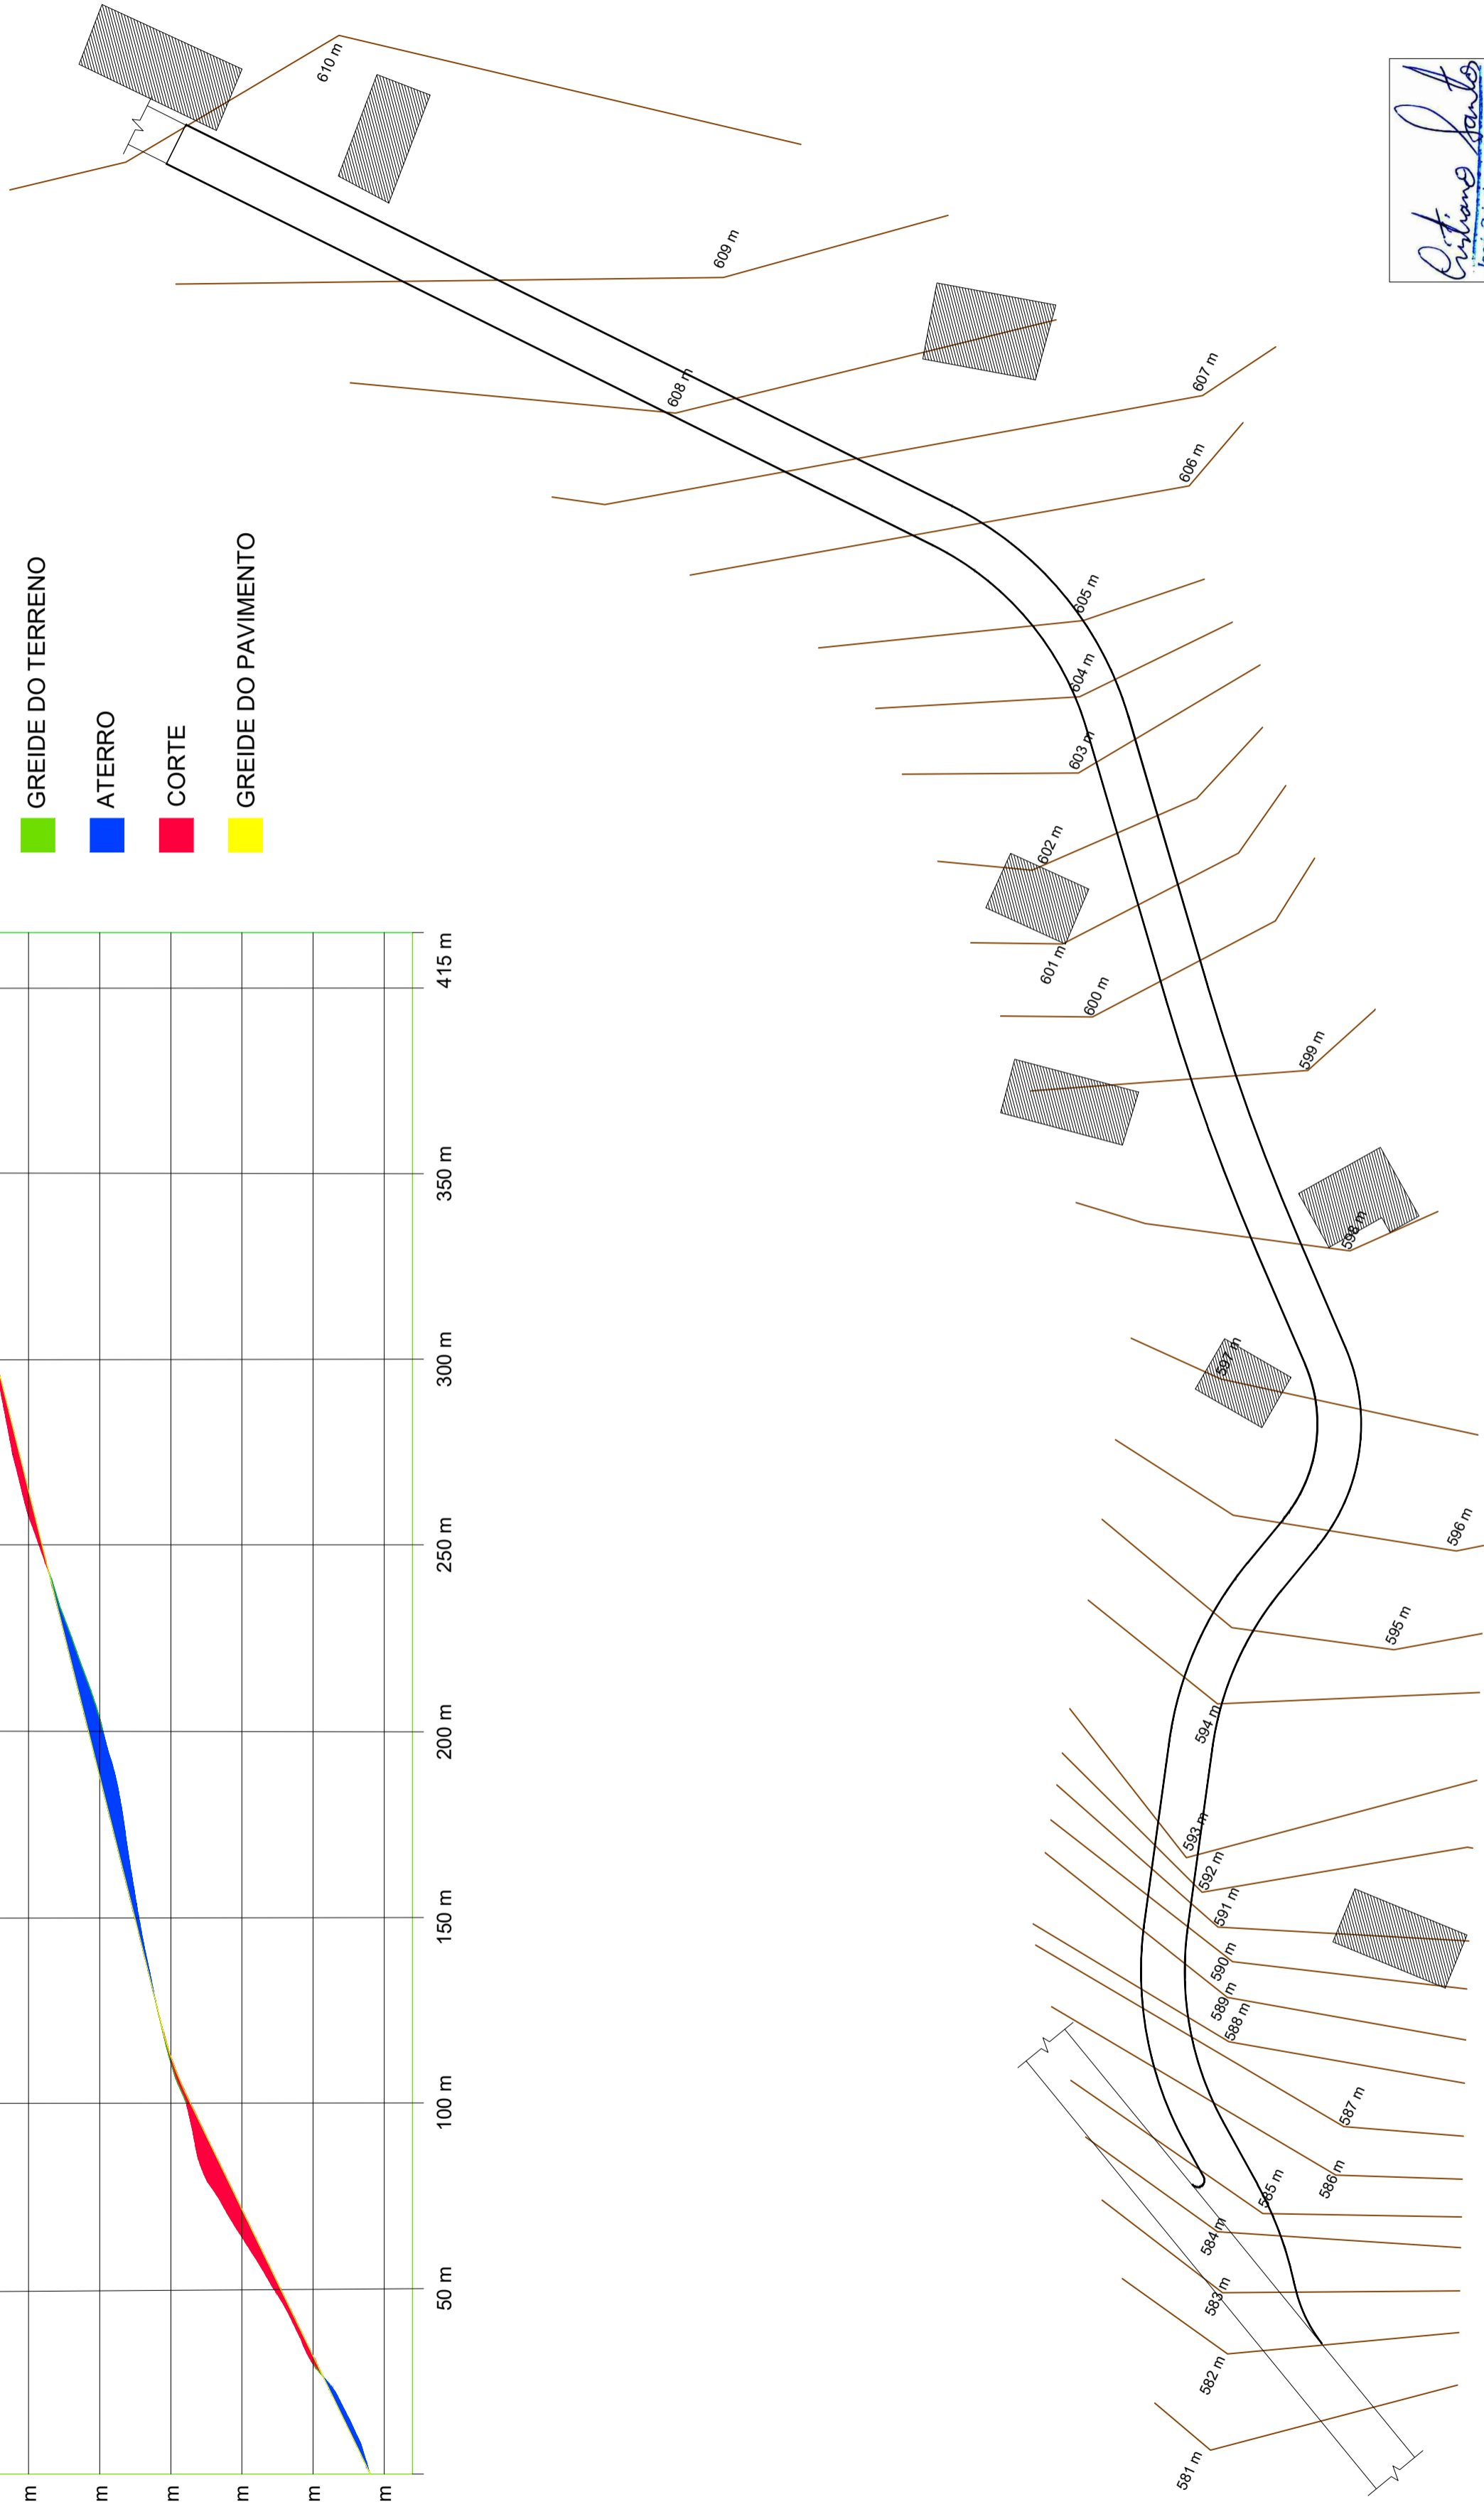 GREIDE DO TERRENO
ATERRO
CORTE
GREIDE DO PAVIMENTO
m
m
m
m
m
m
50 m
100 m
150 m
200 m
250 m
300 m
350 m
415 m
581 m
582 m
583 m
584 m
585 m
586 m
587 m
588 m
589 m
590 m
591 m
592 m
593 m
594 m
595 m
596 m
597 m
598 m
599 m
600 m
601 m
602 m
603 m
604 m
605 m
606 m
607 m
608 m
609 m
610 m
Cristiano Santo